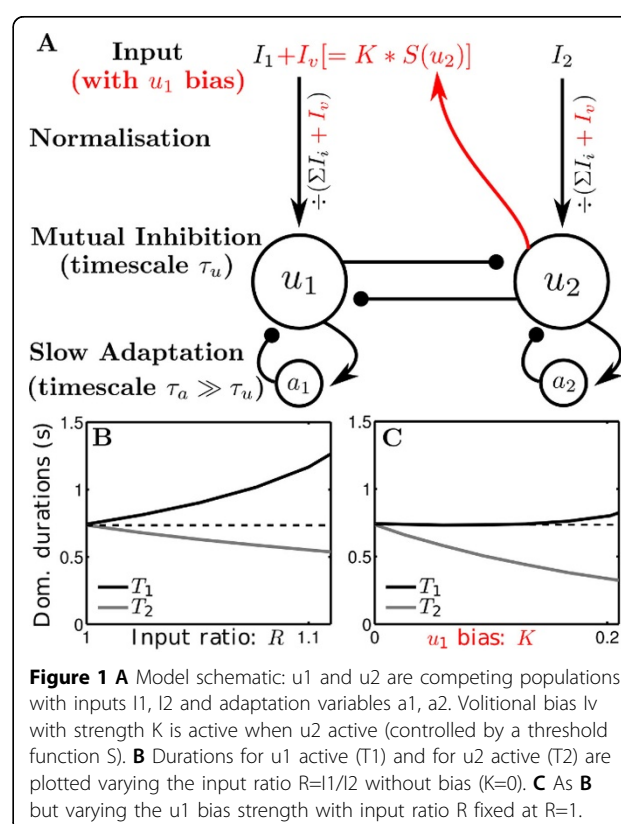 A
Input I₁+Iᵥ[= K * S(u₂)] I₂
(with u₁ bias)
Normalisation
÷(ΣIᵢ + Iᵥ)
÷(ΣIᵢ + Iᵥ)
Mutual Inhibition
(timescale τᵤ)
u₁
u₂
Slow Adaptation
(timescale τₐ ≫ τᵤ)
a₁
a₂
B
Dom. durations (s)
1.5
1
0.5
0
T₁
T₂
1 Input ratio: R 1.1
C
1.5
1
0.5
0
T₁
T₂
0 u₁ bias: K 0.2
Figure 1 A Model schematic: u1 and u2 are competing populations
with inputs I1, I2 and adaptation variables a1, a2. Volitional bias Iv
with strength K is active when u2 active (controlled by a threshold
function S). B Durations for u1 active (T1) and for u2 active (T2) are
plotted varying the input ratio R=I1/I2 without bias (K=0). C As B
but varying the u1 bias strength with input ratio R fixed at R=1.